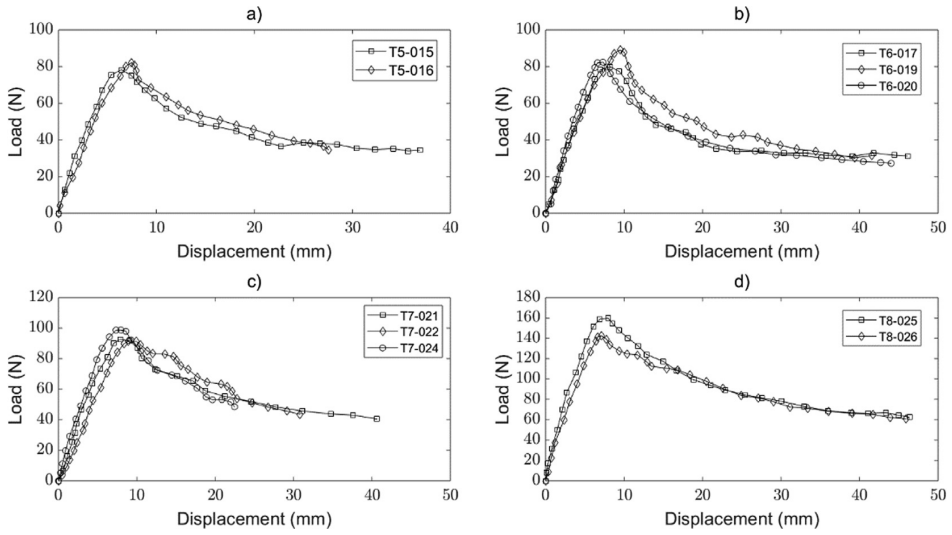 a)
100
80
60
40
20
0
Load (N)
T5-015
T5-016
0 10 20 30 40
Displacement (mm)
b)
100
80
60
40
20
0
Load (N)
T6-017
T6-019
T6-020
0 10 20 30 40 50
Displacement (mm)
c)
120
100
80
60
40
20
0
Load (N)
T7-021
T7-022
T7-024
0 10 20 30 40 50
Displacement (mm)
d)
180
160
140
120
100
80
60
40
20
0
Load (N)
T8-025
T8-026
0 10 20 30 40 50
Displacement (mm)